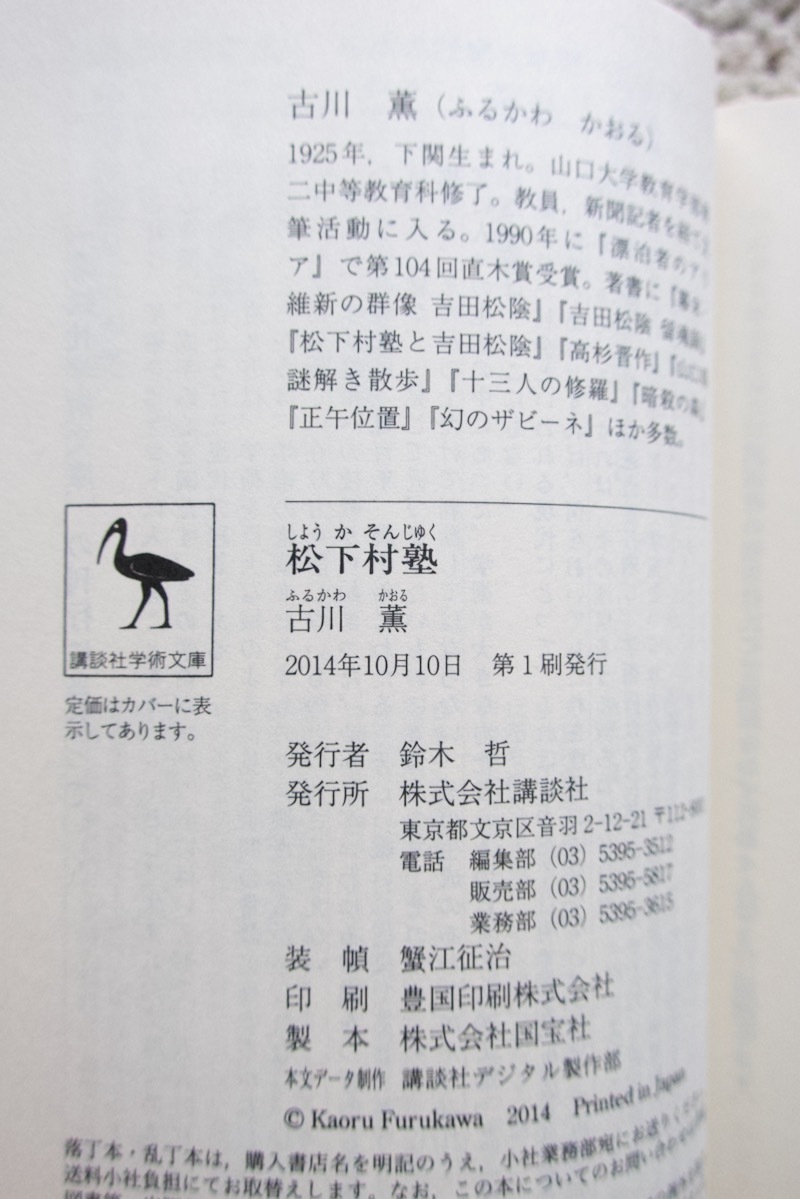 古川 薫（ふるかわ かおる）
1925年，下関生まれ。山口大学教育学部
二中等教育科修了。教員，新聞記者を経て
筆活動に入る。1990年に『漂泊者のア
ア』で第104回直木賞受賞。著書に『幕末
維新の群像 吉田松陰』『吉田松陰 留魂録』
『松下村塾と吉田松陰』『高杉晋作』『山口
謎解き散歩』『十三人の修羅』『暗殺の森』
『正午位置』『幻のザビーネ』ほか多数。
講談社学術文庫
定価はカバーに表
示してあります。
しょうかそんじゅく
松下村塾
ふるかわ かおる
古川 薫
2014年10月10日 第1刷発行
発行者 鈴木 哲
発行所 株式会社講談社
東京都文京区音羽 2-12-21 〒112-
電話 編集部 (03) 5395-3512
販売部 (03) 5395-5817
業務部 (03) 5395-3615
装 幀 蟹江征治
印 刷 豊国印刷株式会社
製 本 株式会社国宝社
本文データ制作 講談社デジタル製作部
© Kaoru Furukawa 2014 Printed in Japan
落丁本・乱丁本は，購入書店名を明記のうえ，小社業務部宛にお送りください。
送料小社負担にてお取替えします。なお，この本についてのお問い合わせは